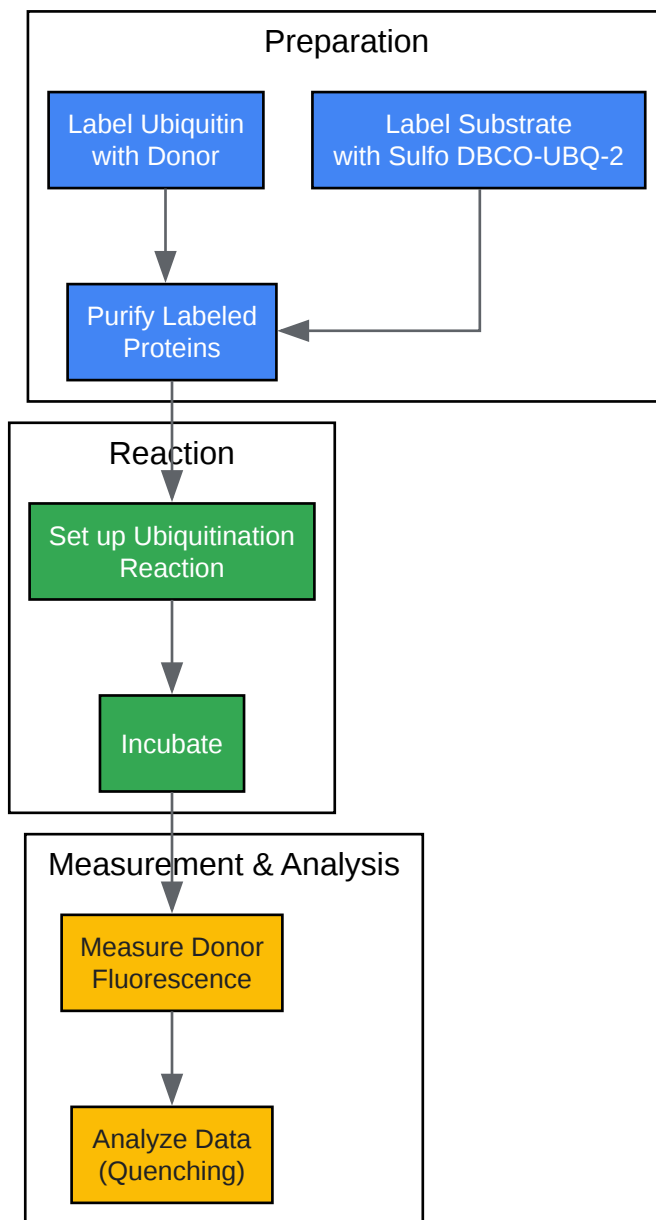 Preparation
Label Ubiquitin
with Donor
Label Substrate
with Sulfo DBCO-UBQ-2
Purify Labeled
Proteins
Reaction
Set up Ubiquitination
Reaction
Incubate
Measurement & Analysis
Measure Donor
Fluorescence
Analyze Data
(Quenching)